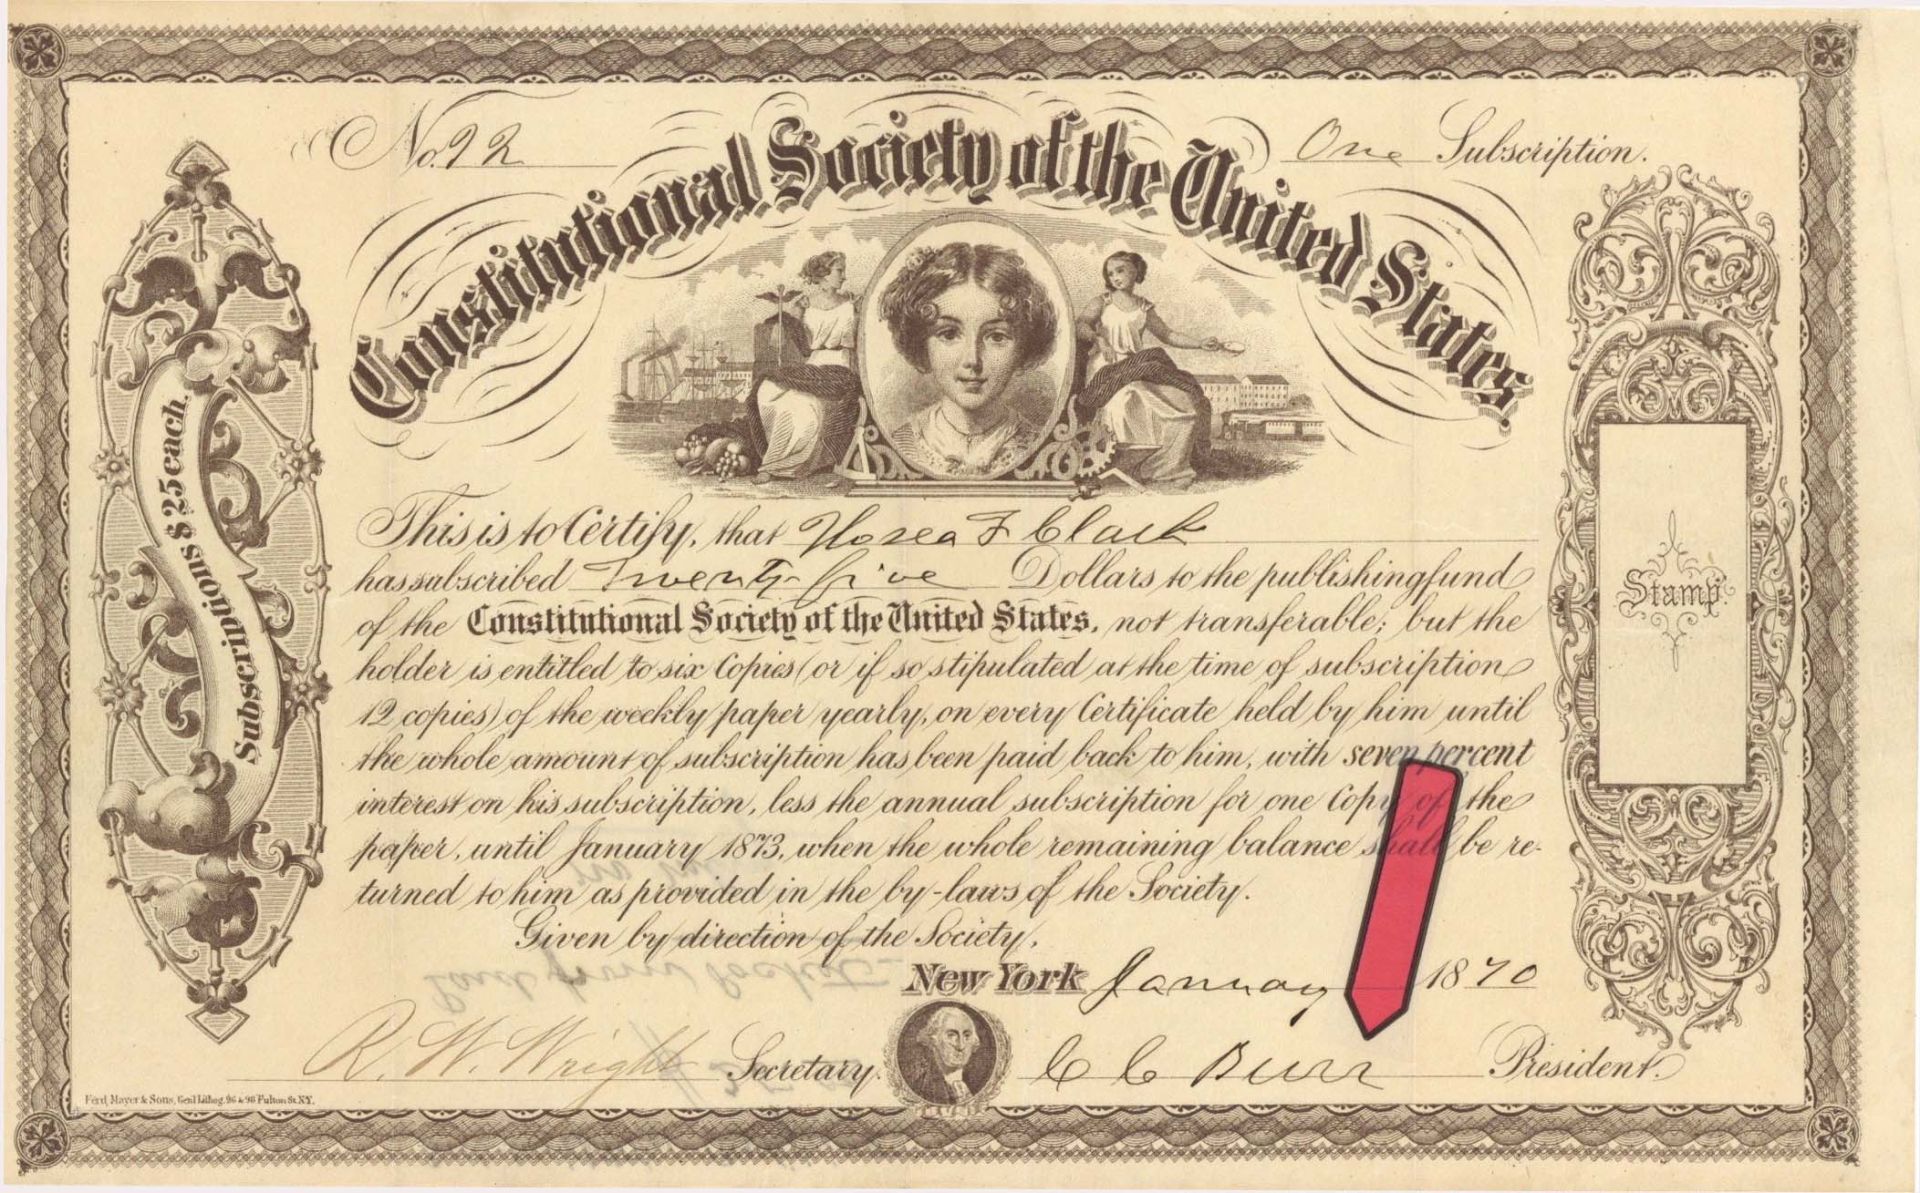 No. 92
One Subscription.
Constitutional Society of the United States
Subscriptions $25 each.
This is to Certify, that Hosea F Clark
has subscribed Twenty-five Dollars to the publishing fund
of the Constitutional Society of the United States, not transferable; but the
holder is entitled to six Copies (or if so stipulated at the time of subscription
12 copies) of the weekly paper yearly, on every Certificate held by him until
the whole amount of subscription has been paid back to him, with seven percent
interest on his subscription, less the annual subscription for one Copy of the
paper, until January 1873, when the whole remaining balance shall be re-
turned to him as provided in the by-laws of the Society.
Given by direction of the Society,
New York January 1870
R. W. Wright Secretary.
C C Burr President.
Stamp.
Ferd. Mayer & Sons, Genl Lithog. 96 & 98 Fulton St. N.Y.